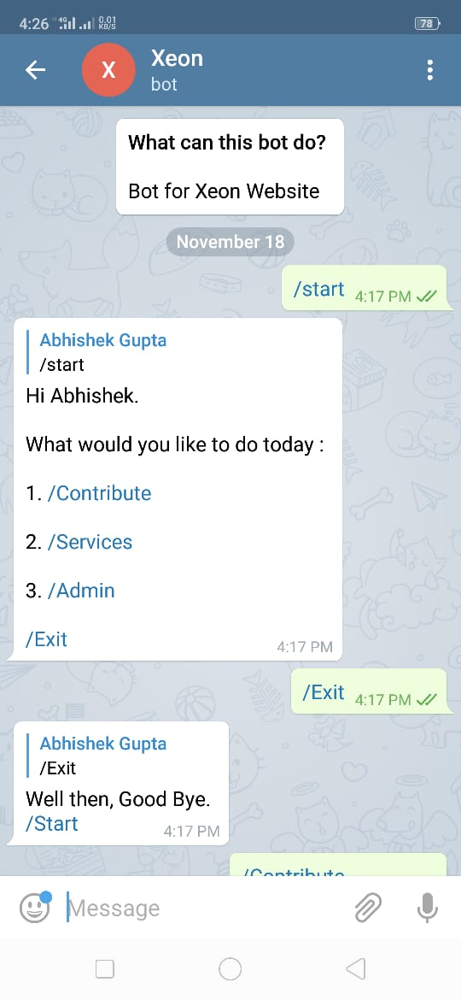 4:26 4G 0.01 KB/S 78
X Xeon
bot
What can this bot do?
Bot for Xeon Website
November 18
/start 4:17 PM
Abhishek Gupta
/start
Hi Abhishek.
What would you like to do today :
1. /Contribute
2. /Services
3. /Admin
/Exit 4:17 PM
/Exit 4:17 PM
Abhishek Gupta
/Exit
Well then, Good Bye.
/Start 4:17 PM
/Contribute
Message